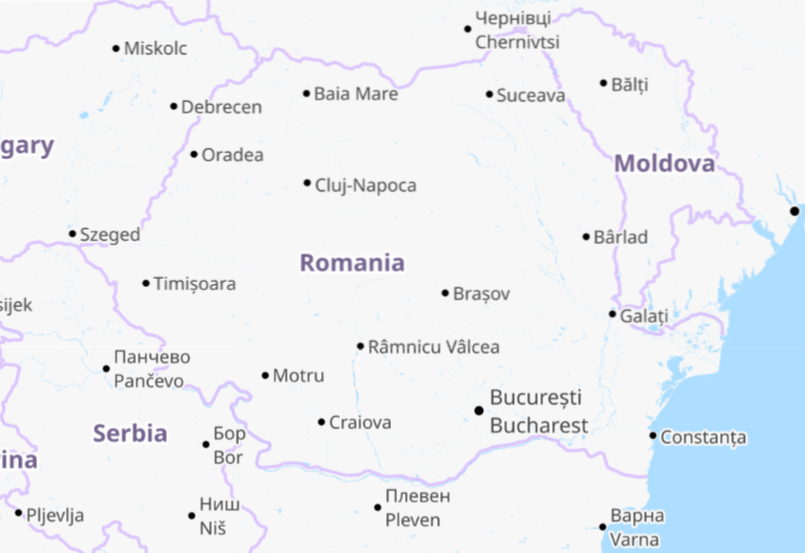 Чернівці
Chernivtsi
Miskolc
Bălți
Baia Mare
Suceava
Debrecen
gary
Oradea
Moldova
Cluj-Napoca
Szeged
Bârlad
Romania
Timișoara
Brașov
sijek
Galați
Râmnicu Vâlcea
Панчево
Pančevo
Motru
București
Bucharest
Craiova
Serbia
Бор
Bor
Constanța
ina
Плевен
Pleven
Ниш
Niš
Pljevlja
Варна
Varna